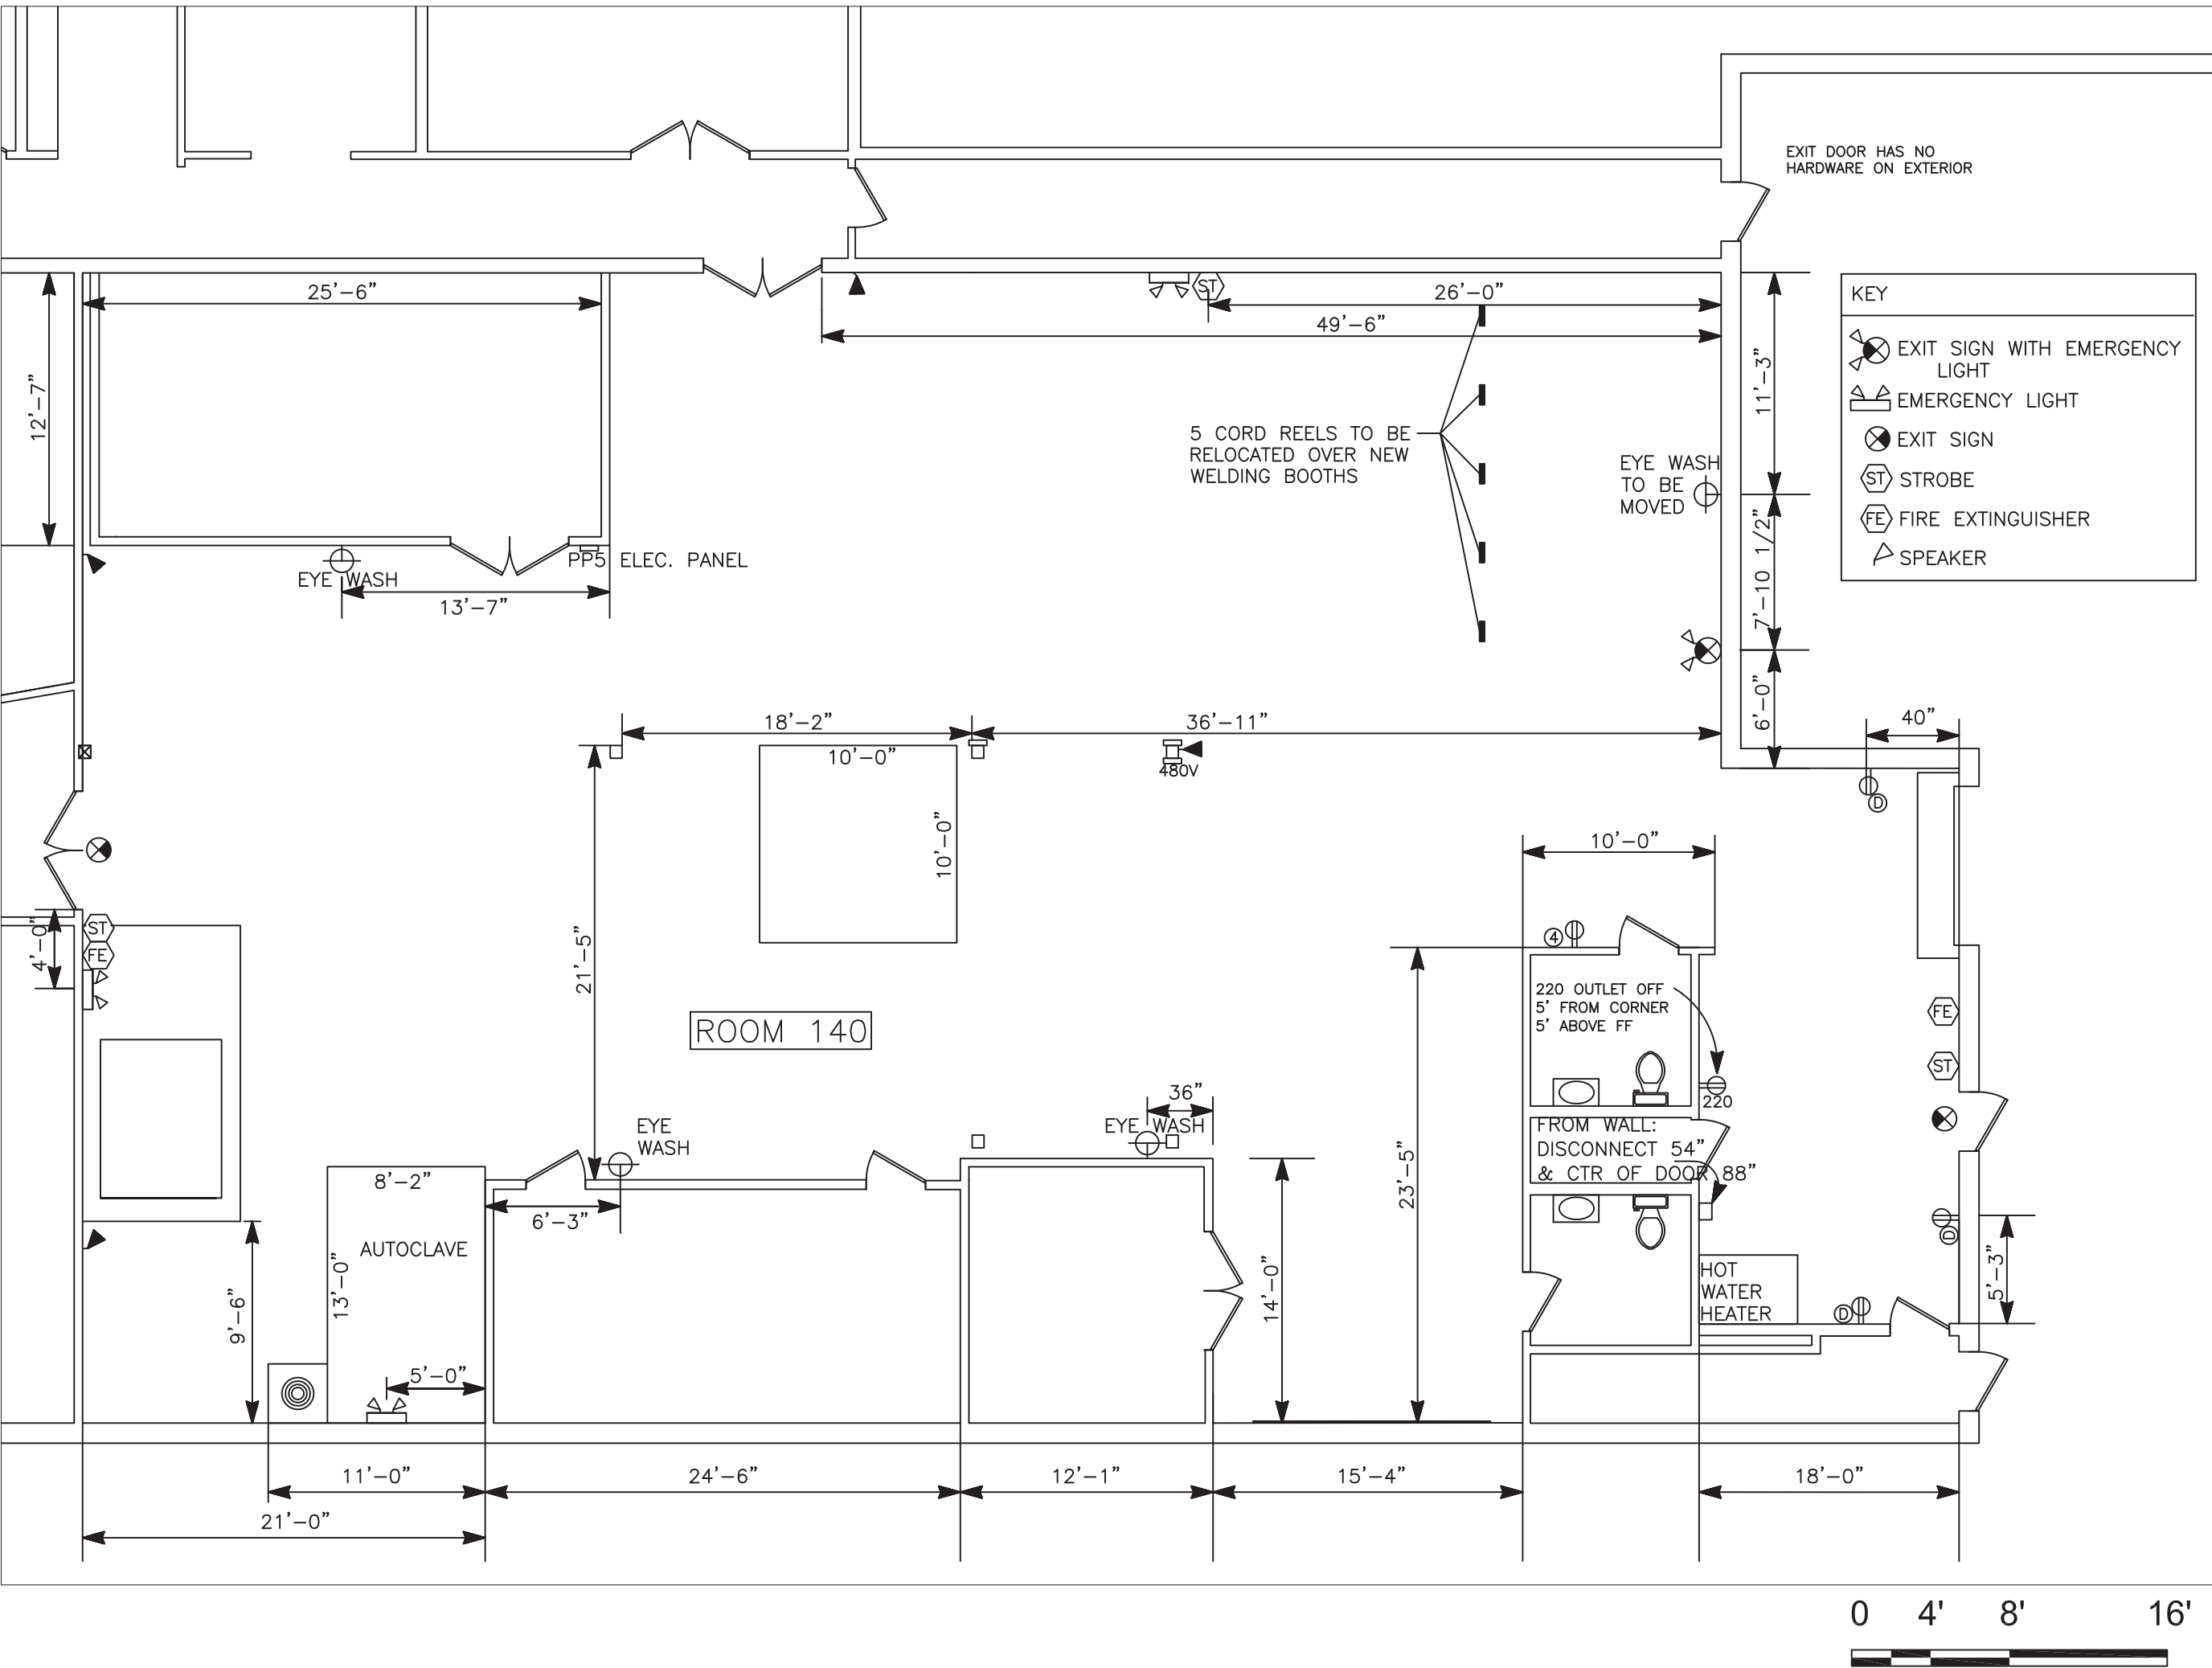 EXIT DOOR HAS NO
HARDWARE ON EXTERIOR
25'-6"
12'-7"
ST
26'-0"
49'-6"
11'-3"
KEY
EXIT SIGN WITH EMERGENCY
LIGHT
EMERGENCY LIGHT
EXIT SIGN
ST STROBE
FE FIRE EXTINGUISHER
SPEAKER
5 CORD REELS TO BE
RELOCATED OVER NEW
WELDING BOOTHS
EYE WASH
TO BE
MOVED
7'-10 1/2"
6'-0"
PP5 ELEC. PANEL
EYE WASH
13'-7"
18'-2"
36'-11"
40"
10'-0"
10'-0"
480V
D
10'-0"
4
ST
FE
4'-0"
21'-5"
ROOM 140
220 OUTLET OFF
5' FROM CORNER
5' ABOVE FF
FE
ST
220
36"
EYE WASH
EYE
WASH
FROM WALL:
DISCONNECT 54"
& CTR OF DOOR 88"
23'-5"
8'-2"
6'-3"
AUTOCLAVE
13'-0"
9'-6"
14'-0"
D
5'-3"
HOT
WATER
HEATER
D
5'-0"
11'-0"
24'-6"
12'-1"
15'-4"
18'-0"
21'-0"
0 4' 8' 16'